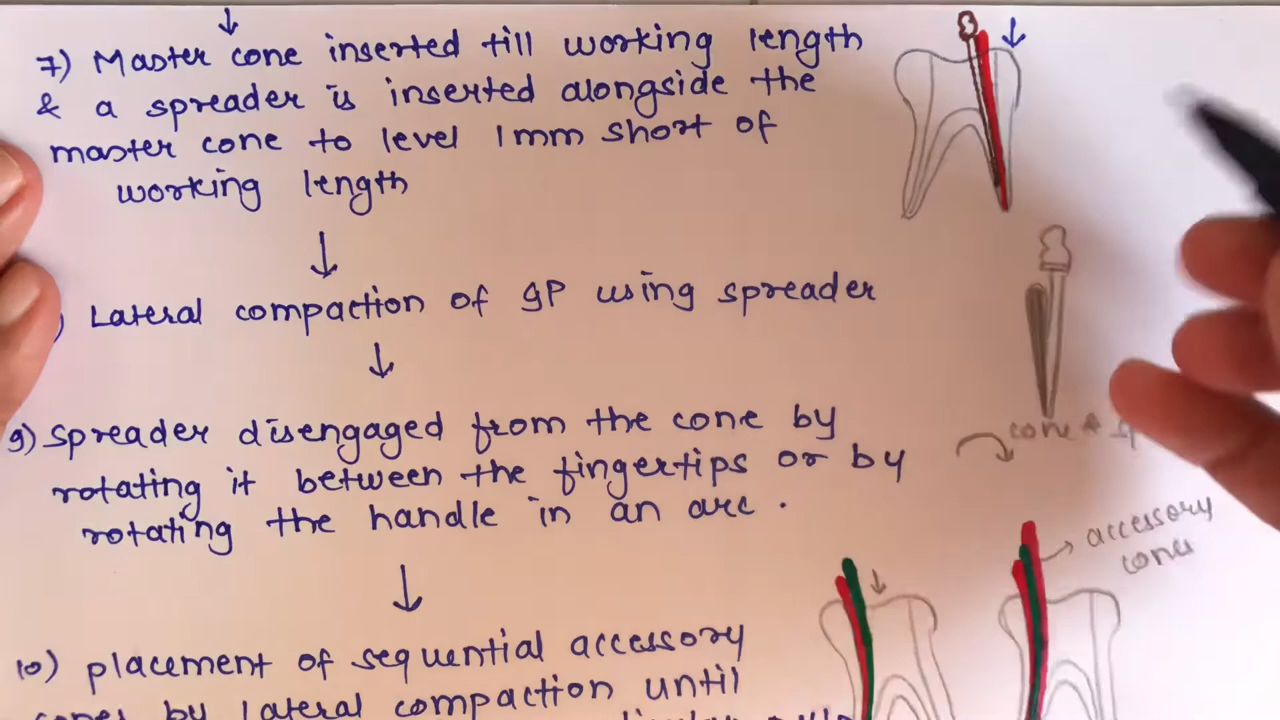 7) Master cone inserted till working length
& a spreader is inserted alongside the
master cone to level 1mm short of
working length
) Lateral compaction of GP using spreader
cone
9) Spreader disengaged from the cone by
rotating it between the fingertips or by
rotating the handle in an arc.
accessory
cones
10) placement of sequential accessory
cones by lateral compaction until